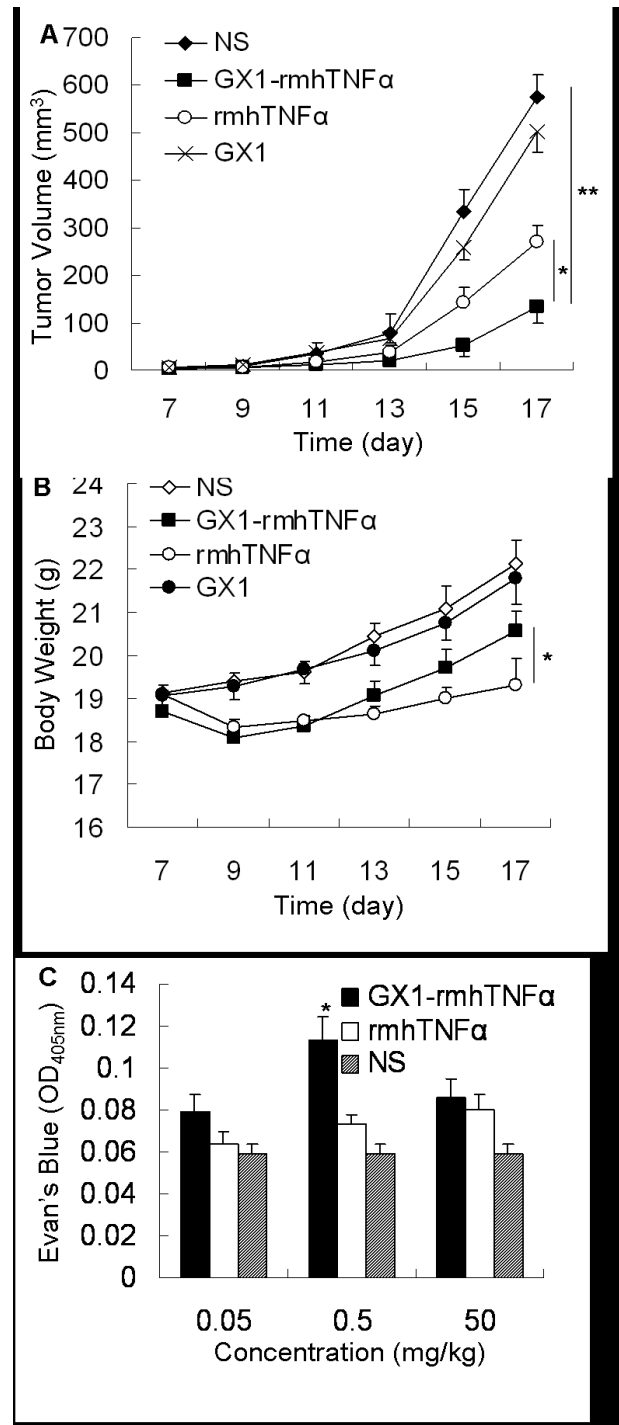 A
700
600
500
400
300
200
100
0
Tumor Volume (mm³)
NS
GX1-rmhTNFα
rmhTNFα
GX1
**
*
7 9 11 13 15 17
Time (day)
B
24
23
22
21
20
19
18
17
16
Body Weight (g)
NS
GX1-rmhTNFα
rmhTNFα
GX1
*
7 9 11 13 15 17
Time (day)
C
0.14
0.12
0.1
0.08
0.06
0.04
0.02
0
Evan's Blue (OD₄₀₅ₙₘ)
*
GX1-rmhTNFα
rmhTNFα
NS
0.05 0.5 50
Concentration (mg/kg)